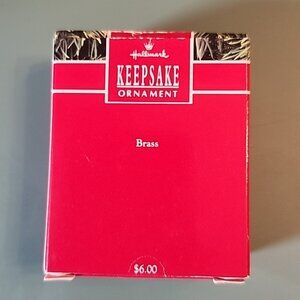 Hallmark
KEEPSAKE
ORNAMENT
Brass
$6.00